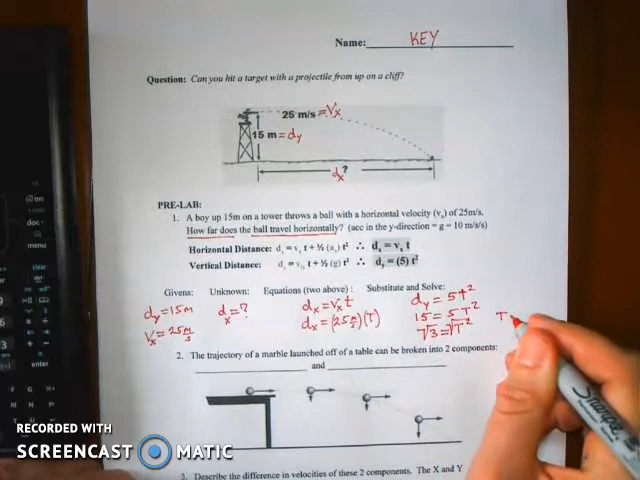 Name: KEY
Question: Can you hit a target with a projectile from up on a cliff?
25 m/s = Vx
15 m = dy
dx?
PRE-LAB:
1. A boy up 15m on a tower throws a ball with a horizontal velocity (vx) of 25m/s.
How far does the ball travel horizontally? (acc in the y-direction = g = 10 m/s/s)
Horizontal Distance: dx = vx t + ½ (ax) t² ∴ dx = vx t
Vertical Distance: dy = vy t + ½ (g) t² ∴ dy = (5) t²
Givens: Unknown: Equations (two above): Substitute and Solve:
dy = 15m dx = ? dx = Vx t dy = 5t²
Vx = 25 m/s dx = (25 m/s)(T) 15 = 5T² T
√3 = √T²
2. The trajectory of a marble launched off of a table can be broken into 2 components:
and
3. Describe the difference in velocities of these 2 components. The X and Y
RECORDED WITH
SCREENCAST MATIC
doc
menu
enter
Sharpie